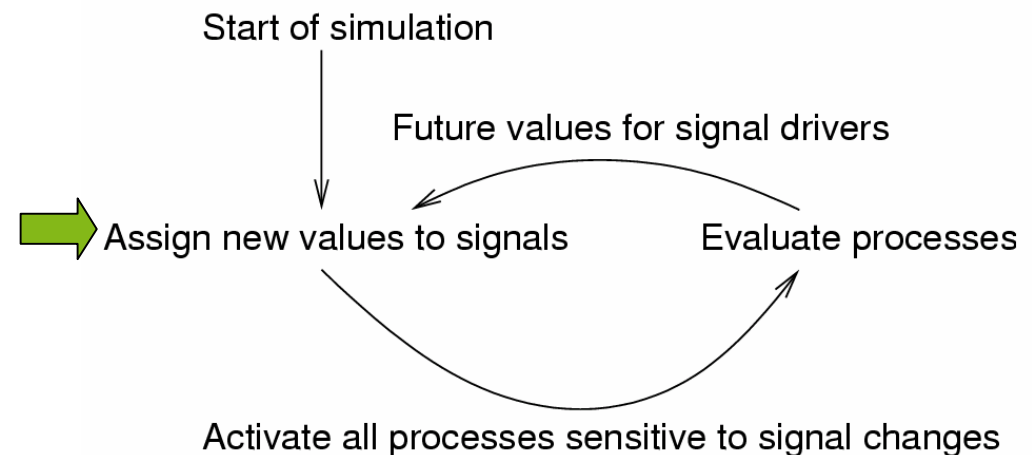 Start of simulation
Future values for signal drivers
Assign new values to signals
Evaluate processes
Activate all processes sensitive to signal changes